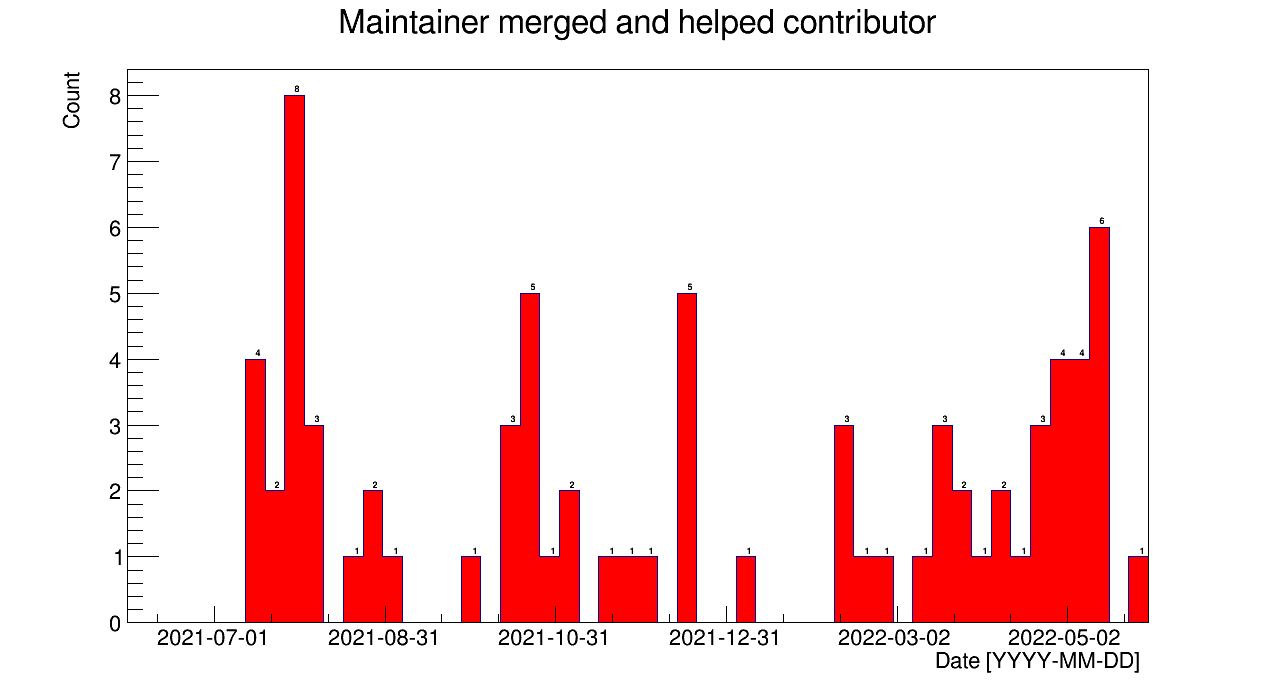 Maintainer merged and helped contributor
Count
8
7
6
5
4
3
2
1
0
4 2 8 3 1 2 1 1 3 5 1 2 1 1 1 5 1 3 1 1 1 3 2 1 2 1 3 4 4 6 1
2021-07-01 2021-08-31 2021-10-31 2021-12-31 2022-03-02 2022-05-02
Date [YYYY-MM-DD]